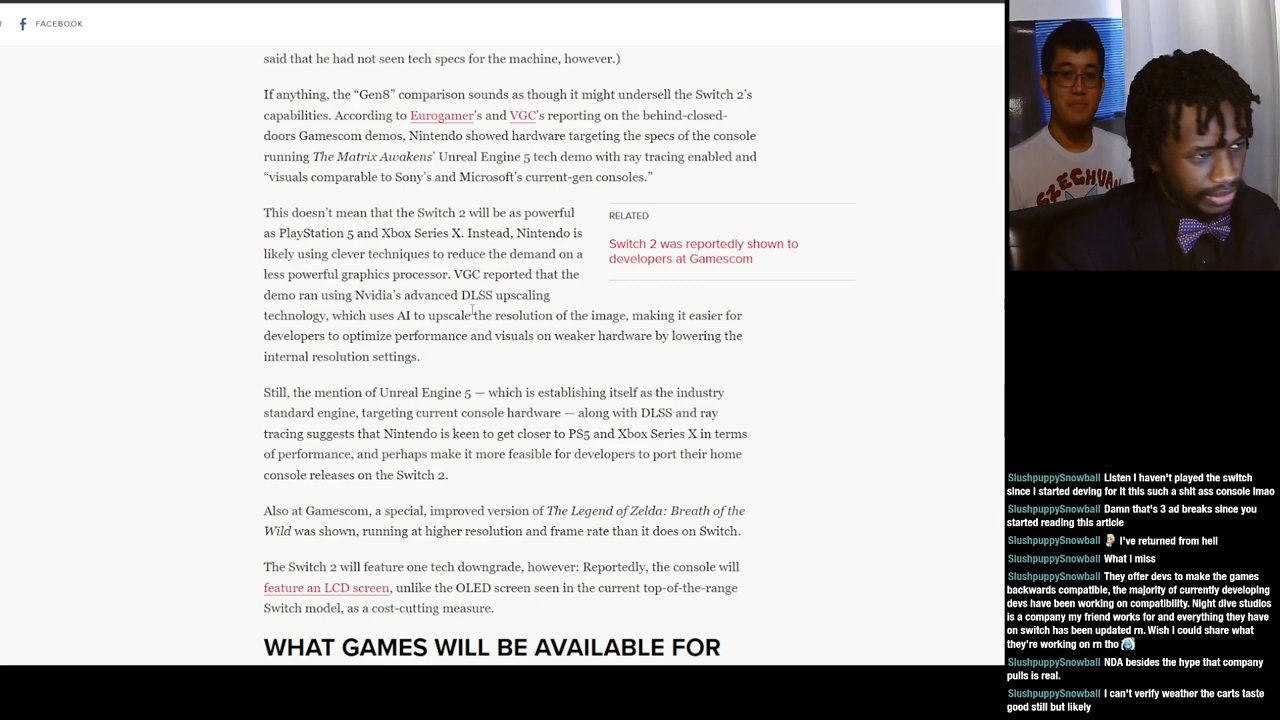 FACEBOOK
said that he had not seen tech specs for the machine, however.)
If anything, the “Gen8” comparison sounds as though it might undersell the Switch 2’s
capabilities. According to Eurogamer’s and VGC’s reporting on the behind-closed-
doors Gamescom demos, Nintendo showed hardware targeting the specs of the console
running The Matrix Awakens’ Unreal Engine 5 tech demo with ray tracing enabled and
“visuals comparable to Sony’s and Microsoft’s current-gen consoles.”
This doesn’t mean that the Switch 2 will be as powerful
as PlayStation 5 and Xbox Series X. Instead, Nintendo is
likely using clever techniques to reduce the demand on a
less powerful graphics processor. VGC reported that the
demo ran using Nvidia’s advanced DLSS upscaling
technology, which uses AI to upscale the resolution of the image, making it easier for
developers to optimize performance and visuals on weaker hardware by lowering the
internal resolution settings.
RELATED
Switch 2 was reportedly shown to
developers at Gamescom
Still, the mention of Unreal Engine 5 — which is establishing itself as the industry
standard engine, targeting current console hardware — along with DLSS and ray
tracing suggests that Nintendo is keen to get closer to PS5 and Xbox Series X in terms
of performance, and perhaps make it more feasible for developers to port their home
console releases on the Switch 2.
Also at Gamescom, a special, improved version of The Legend of Zelda: Breath of the
Wild was shown, running at higher resolution and frame rate than it does on Switch.
The Switch 2 will feature one tech downgrade, however: Reportedly, the console will
feature an LCD screen, unlike the OLED screen seen in the current top-of-the-range
Switch model, as a cost-cutting measure.
WHAT GAMES WILL BE AVAILABLE FOR
SZECHUAN
SlushpuppySnowball Listen I haven't played the switch
since I started deving for it this such a shit ass console lmao
SlushpuppySnowball Damn that's 3 ad breaks since you
started reading this article
SlushpuppySnowball I've returned from hell
SlushpuppySnowball What i miss
SlushpuppySnowball They offer devs to make the games
backwards compatible, the majority of currently developing
devs have been working on compatibility. Night dive studios
is a company my friend works for and everything they have
on switch has been updated rn. Wish I could share what
they're working on rn tho
SlushpuppySnowball NDA besides the hype that company
pulls is real.
SlushpuppySnowball I can't verify weather the carts taste
good still but likely